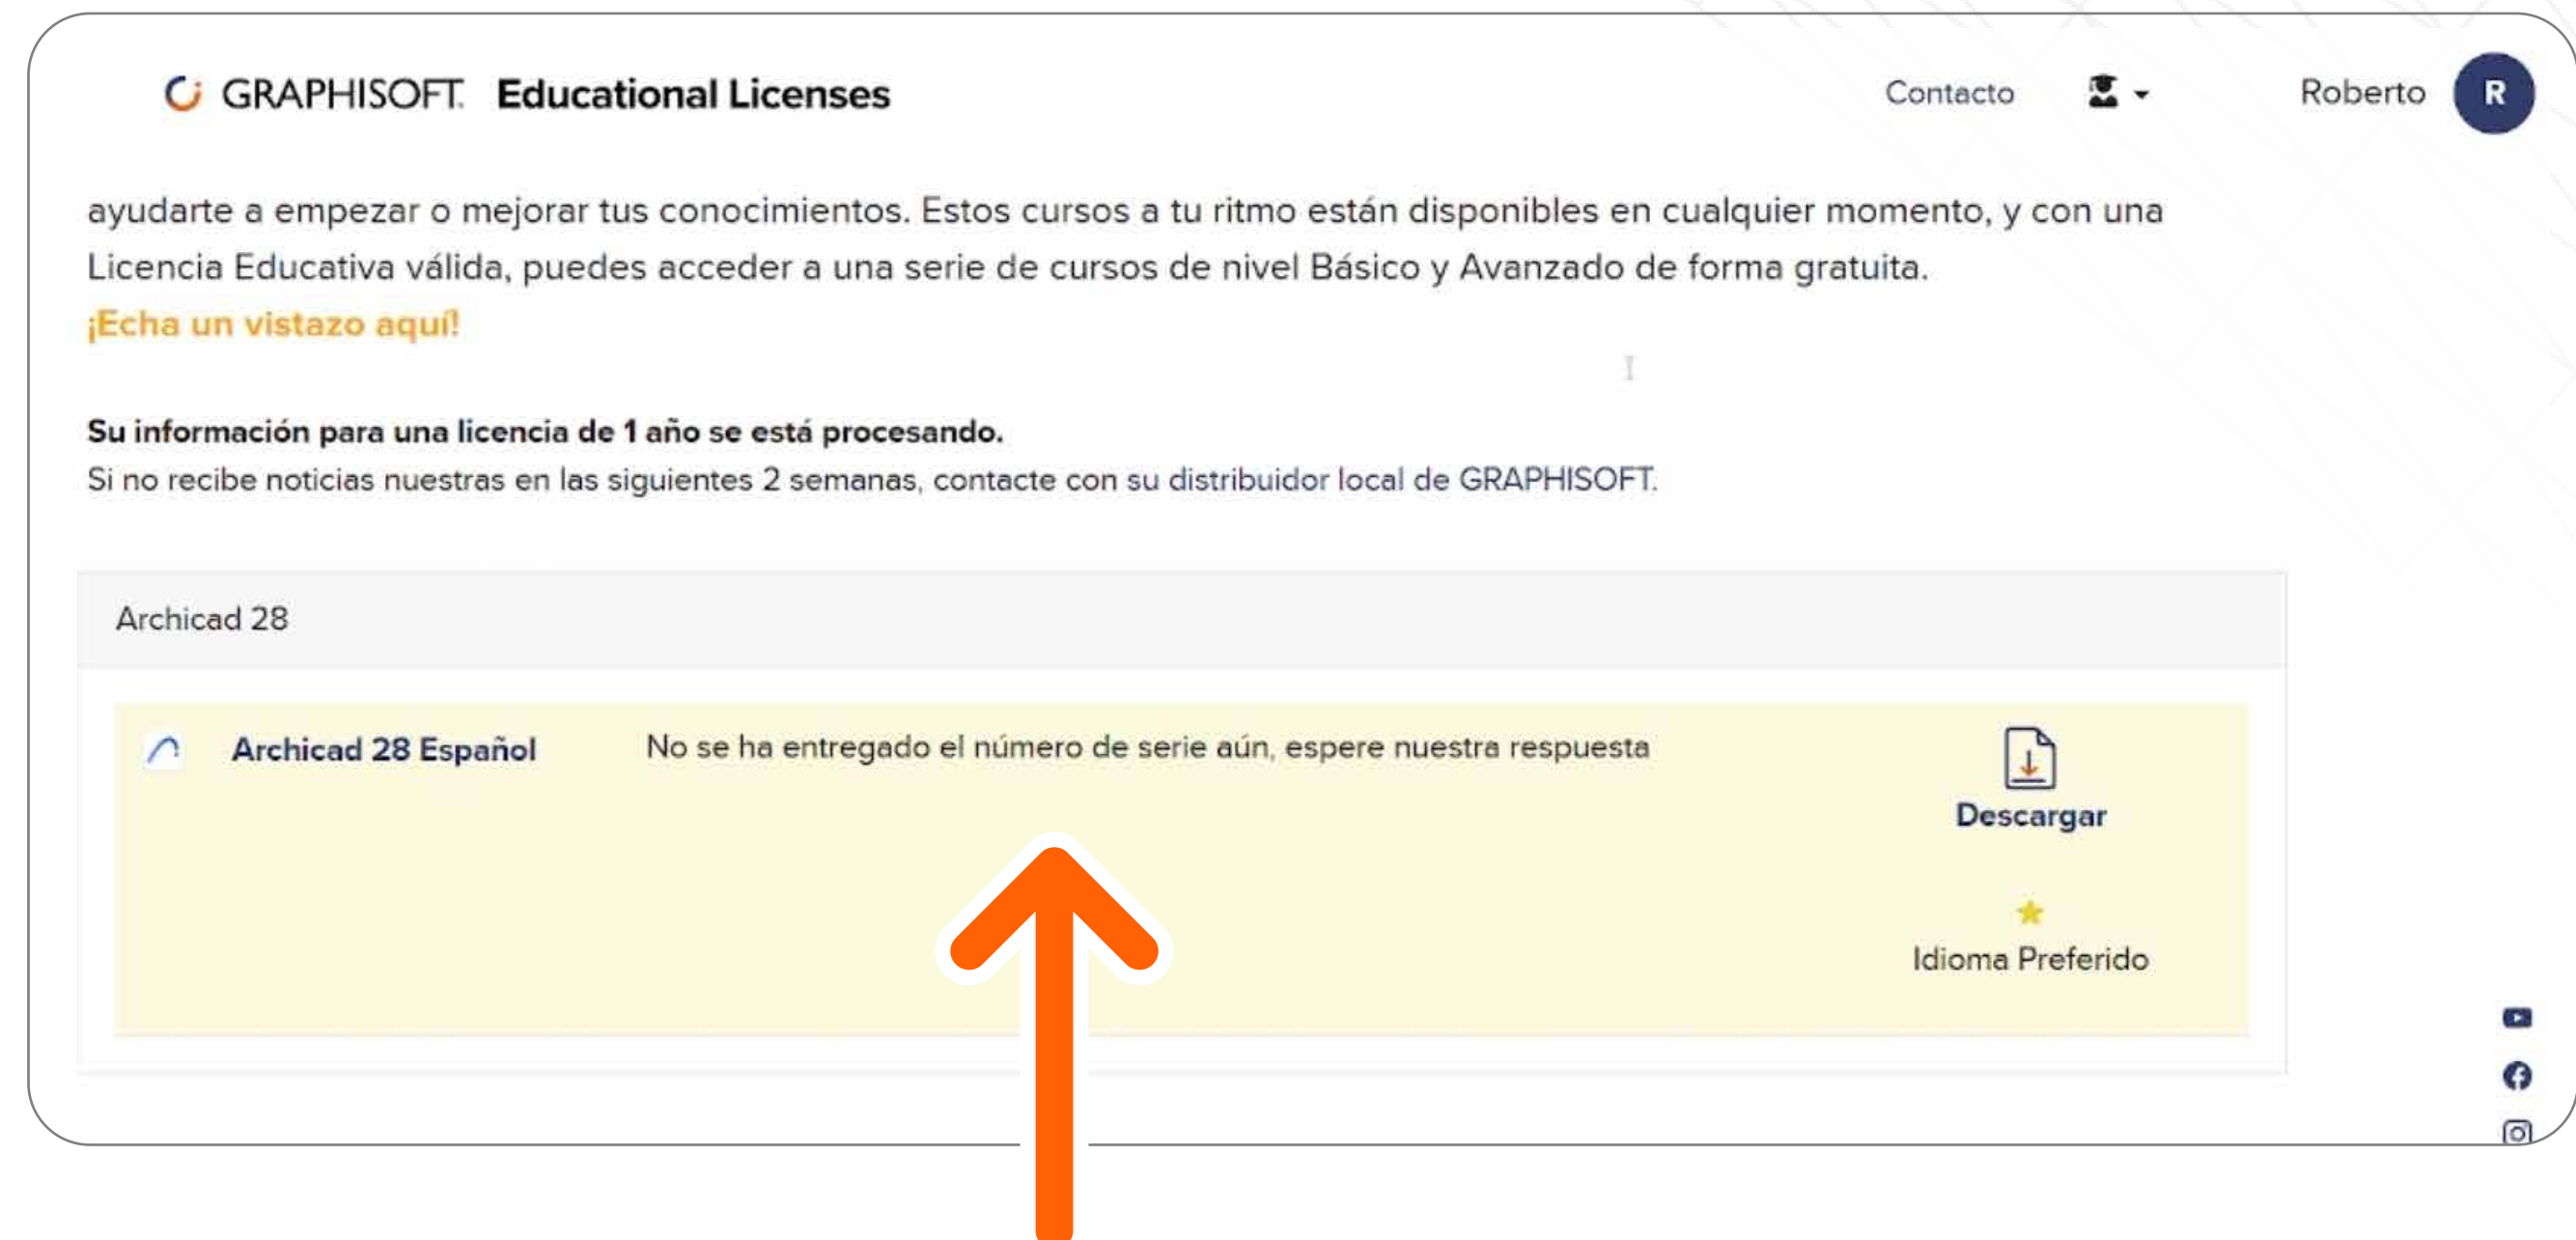 GRAPHISOFT. Educational Licenses
Contacto
Roberto
R
ayudarte a empezar o mejorar tus conocimientos. Estos cursos a tu ritmo están disponibles en cualquier momento, y con una
Licencia Educativa válida, puedes acceder a una serie de cursos de nivel Básico y Avanzado de forma gratuita.
¡Echa un vistazo aquí!
Su información para una licencia de 1 año se está procesando.
Si no recibe noticias nuestras en las siguientes 2 semanas, contacte con su distribuidor local de GRAPHISOFT.
Archicad 28
Archicad 28 Español
No se ha entregado el número de serie aún, espere nuestra respuesta
Descargar
Idioma Preferido